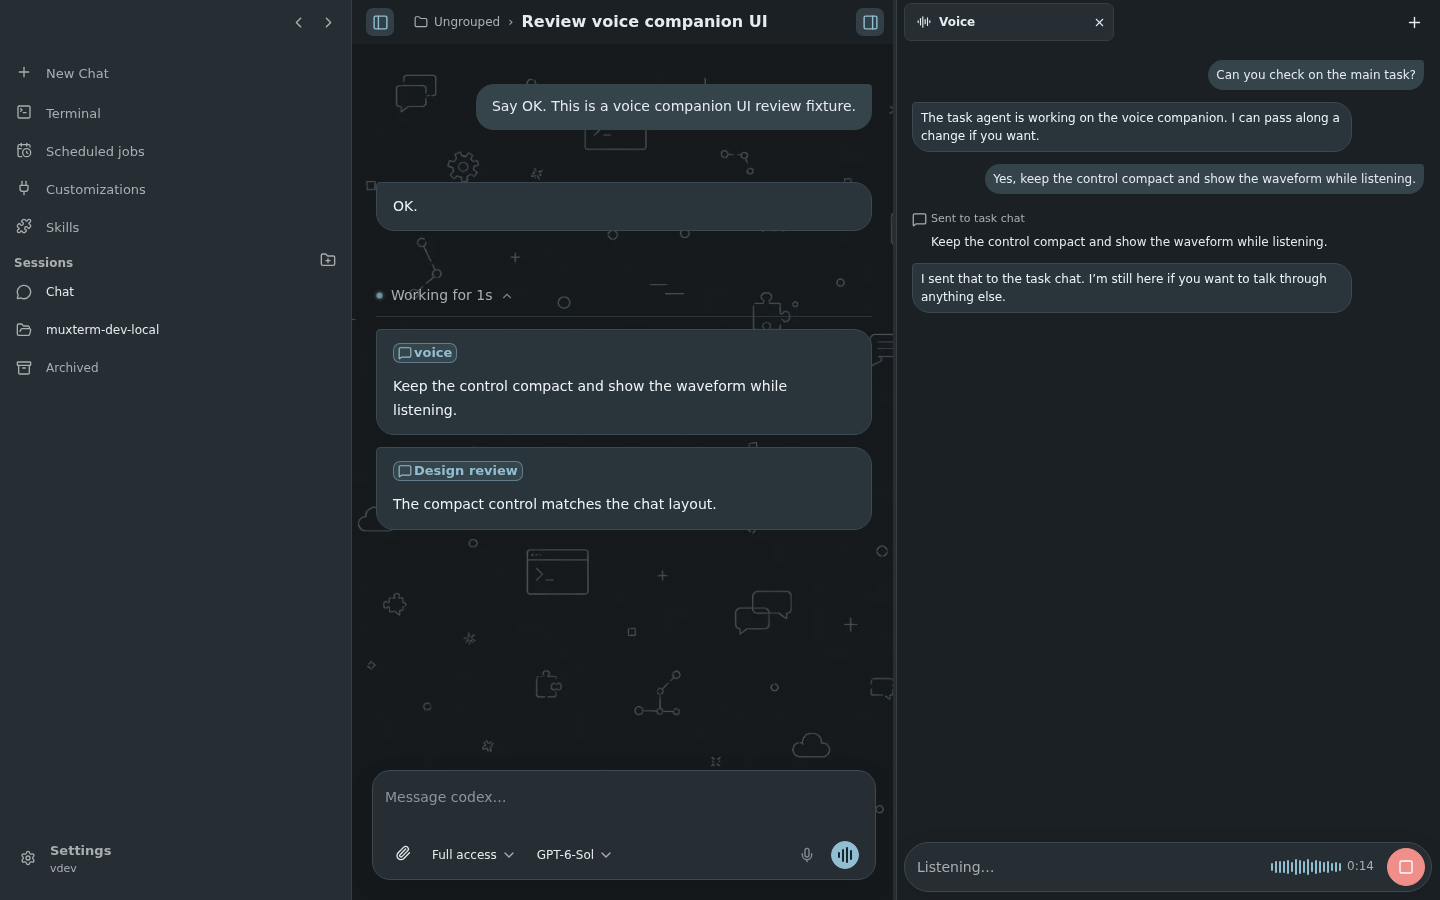 New Chat
Terminal
Scheduled jobs
Customizations
Skills
Sessions
Chat
muxterm-dev-local
Archived
Settings
vdev
Ungrouped › Review voice companion UI
Say OK. This is a voice companion UI review fixture.
OK.
Working for 1s
voice
Keep the control compact and show the waveform while
listening.
Design review
The compact control matches the chat layout.
Message codex...
Full access
GPT-6-Sol
Voice
Can you check on the main task?
The task agent is working on the voice companion. I can pass along a
change if you want.
Yes, keep the control compact and show the waveform while listening.
Sent to task chat
Keep the control compact and show the waveform while listening.
I sent that to the task chat. I’m still here if you want to talk through
anything else.
Listening...
0:14